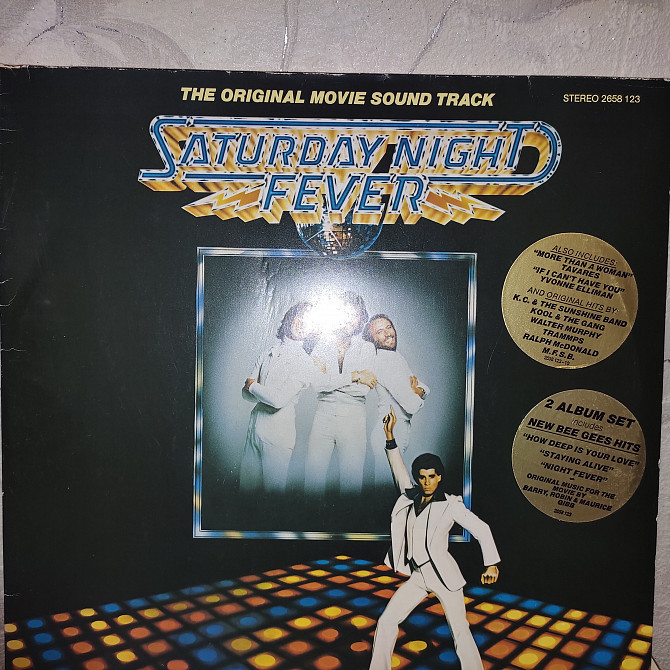 THE ORIGINAL MOVIE SOUND TRACK
STEREO 2658 123
SATURDAY NIGHT
FEVER
ALSO INCLUDES:
"MORE THAN A WOMAN"
TAVARES
"IF I CAN'T HAVE YOU"
YVONNE ELLIMAN
AND ORIGINAL HITS BY:
K.C. & THE SUNSHINE BAND
KOOL & THE GANG
WALTER MURPHY
TRAMMPS
RALPH McDONALD
M.F.S.B.
2 ALBUM SET
includes
NEW BEE GEES HITS
"HOW DEEP IS YOUR LOVE"
"STAYING ALIVE"
"NIGHT FEVER"
ORIGINAL MUSIC FOR THE
MOVIE BY
BARRY, ROBIN & MAURICE
GIBB
2658 123